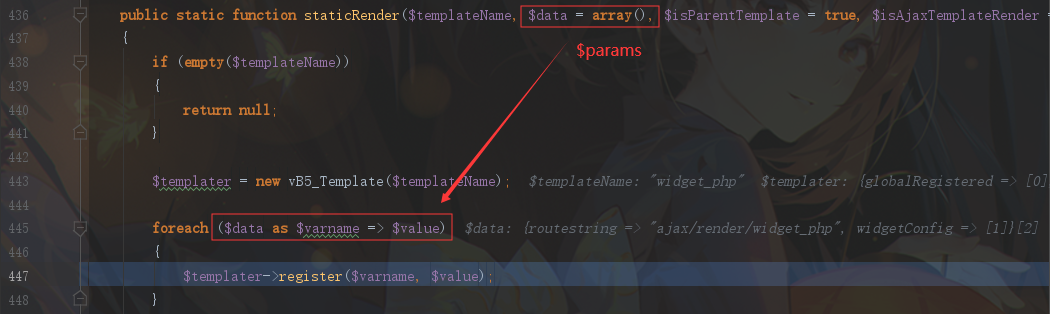 436 public static function staticRender($templateName, $data = array(), $isParentTemplate = true, $isAjaxTemplateRender =
437 {
$params
438 if (empty($templateName))
439 {
440 return null;
441 }
442
443 $templater = new vB5_Template($templateName); $templateName: "widget_php" $templater: {globalRegistered => [0]
444
445 foreach ($data as $varname => $value) $data: {routestring => "ajax/render/widget_php", widgetConfig => [1]}[2]
446 {
447 $templater->register($varname, $value);
448 }